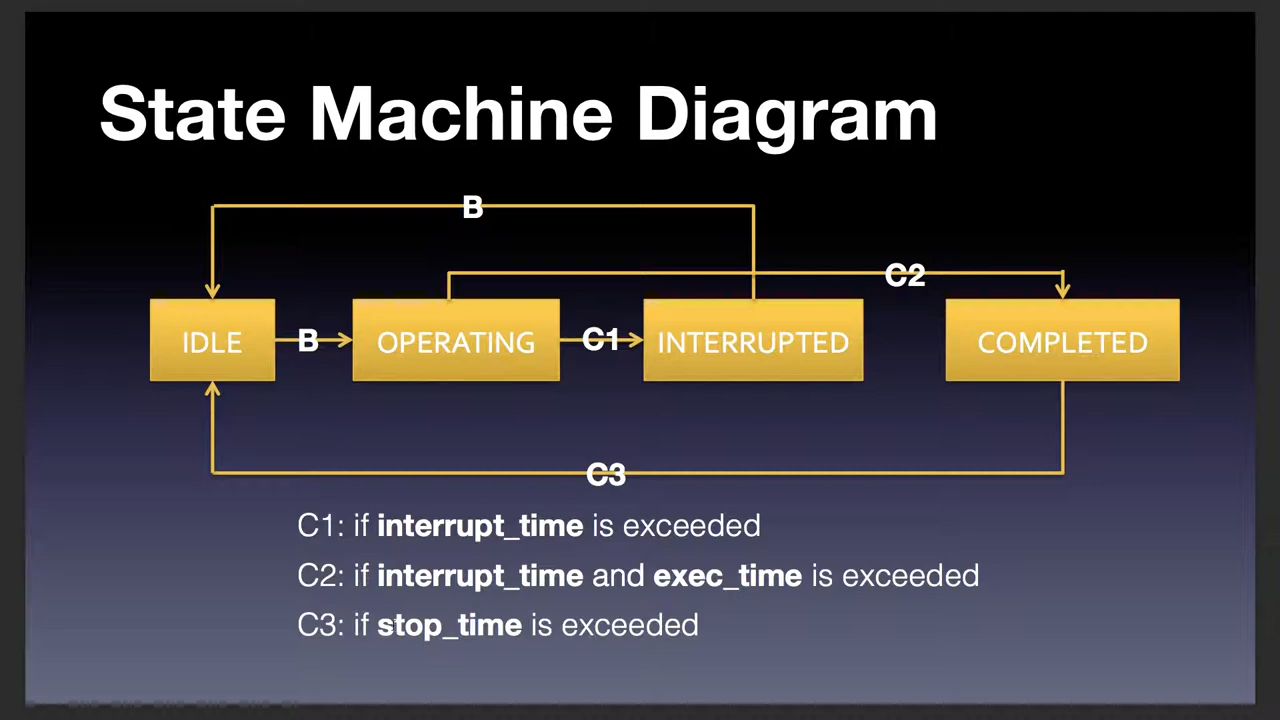 State Machine Diagram
B
C2
IDLE
B
OPERATING
C1
INTERRUPTED
COMPLETED
C3
C1: if interrupt_time is exceeded
C2: if interrupt_time and exec_time is exceeded
C3: if stop_time is exceeded